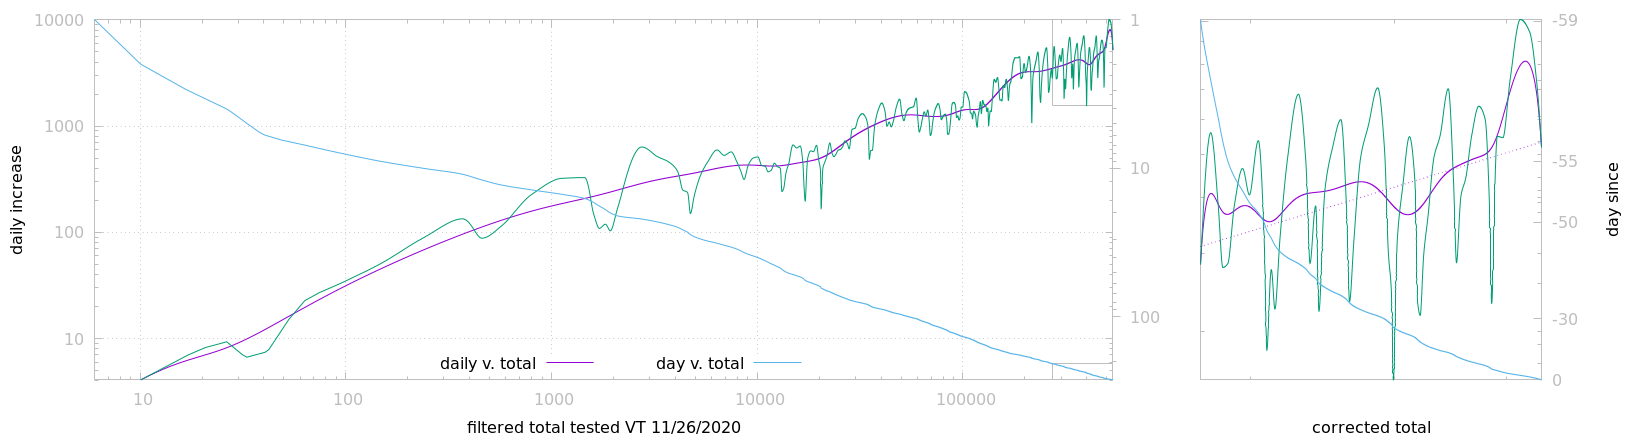 10000
1000
100
10
daily increase
10
100
1000
10000
100000
filtered total tested VT 11/26/2020
daily v. total
day v. total
1
10
100
-59
-55
-50
-30
0
day since
corrected total